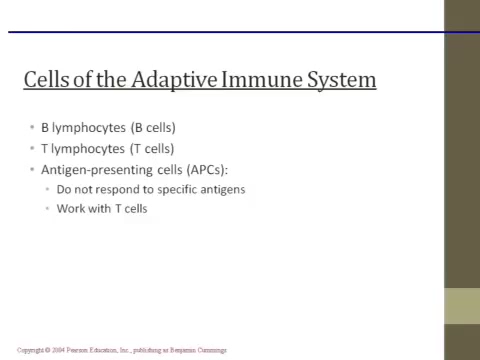 Cells of the Adaptive Immune System
• B lymphocytes (B cells)
• T lymphocytes (T cells)
• Antigen-presenting cells (APCs):
• Do not respond to specific antigens
• Work with T cells
Copyright © 2004 Pearson Education, Inc., publishing as Benjamin Cummings